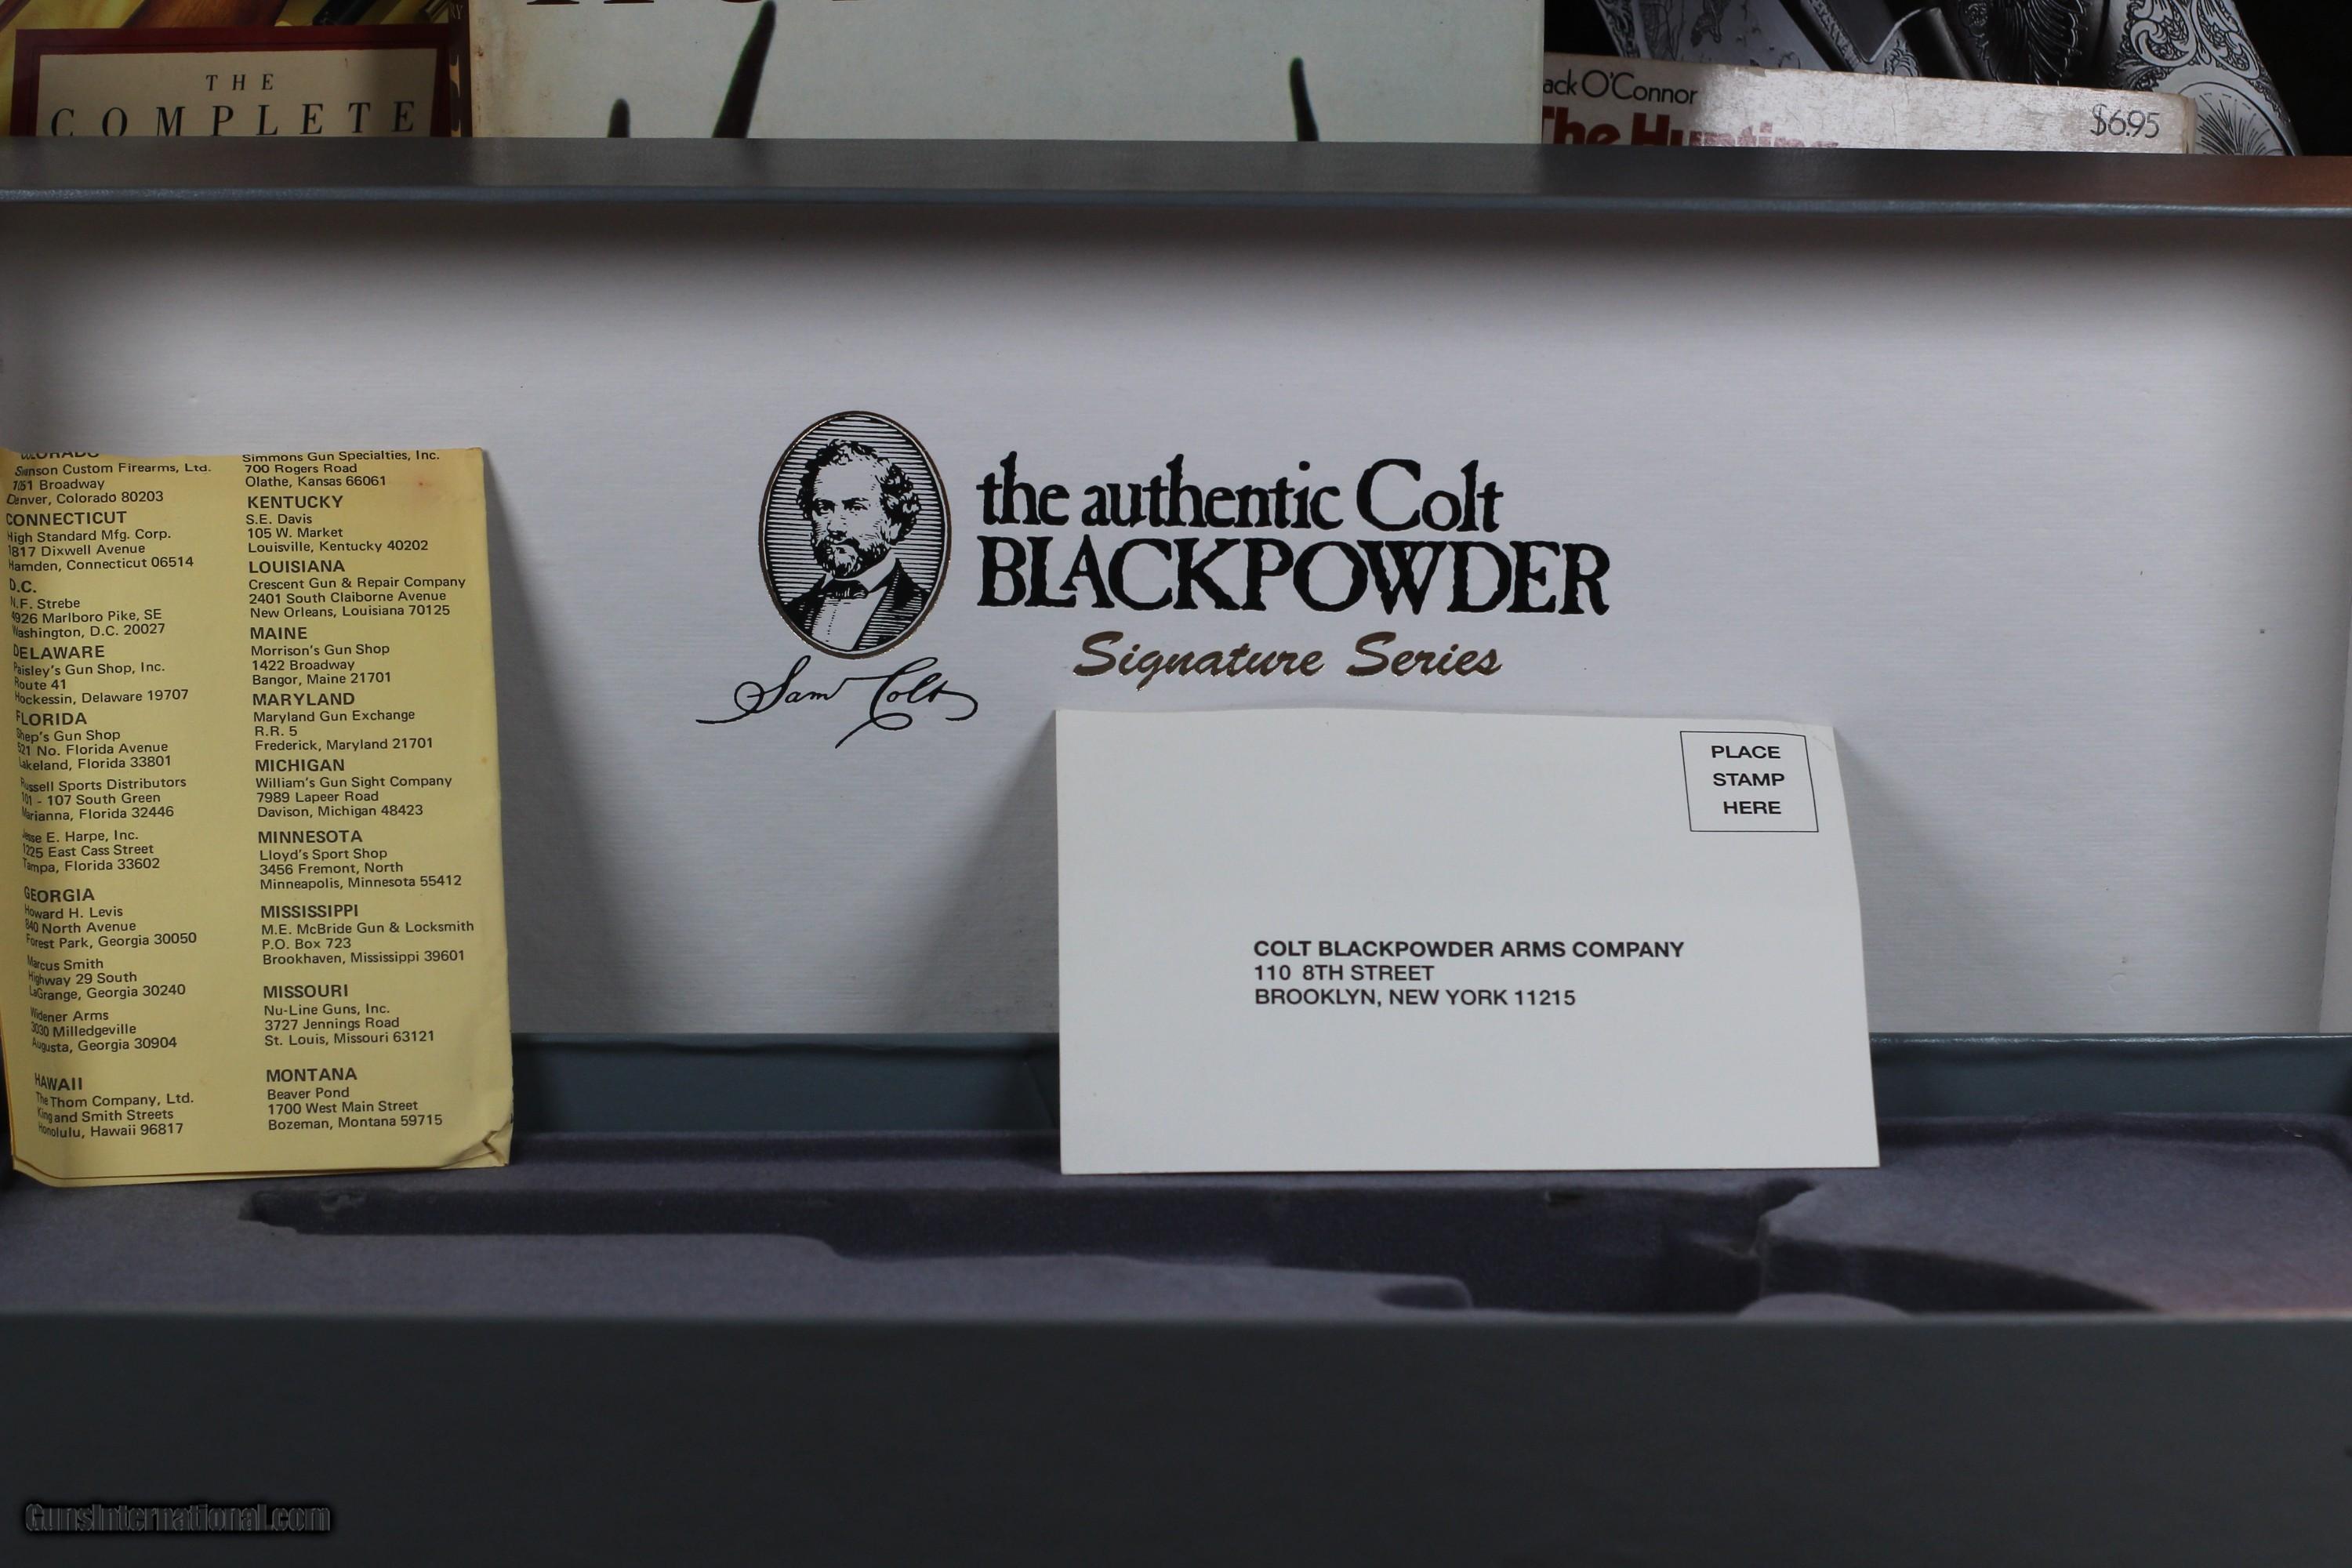 THE
COMPLETE
ack O'Connor
The Hunting
$6.95
the authentic Colt
BLACKPOWDER
Signature Series
Sam Colt
Swnson Custom Firearms, Ltd.
Broadway
Denver, Colorado 80203
CONNECTICUT
High Standard Mfg. Corp.
1817 Dixwell Avenue
Hamden, Connecticut 06514
D.C.
N.F. Strebe
4926 Marlboro Pike, SE
Washington, D.C. 20027
DELAWARE
Paisley's Gun Shop, Inc.
Route 41
Hockessin, Delaware 19707
FLORIDA
Shep's Gun Shop
521 No. Florida Avenue
Lakeland, Florida 33801
Russell Sports Distributors
101 - 107 South Green
Marianna, Florida 32446
Jesse E. Harpe, Inc.
1225 East Cass Street
Tampa, Florida 33602
GEORGIA
Howard H. Levis
840 North Avenue
Forest Park, Georgia 30050
Marcus Smith
Highway 29 South
LaGrange, Georgia 30240
Widener Arms
3030 Milledgeville
Augusta, Georgia 30904
HAWAII
The Thom Company, Ltd.
King and Smith Streets
Honolulu, Hawaii 96817
Simmons Gun Specialties, Inc.
700 Rogers Road
Olathe, Kansas 66061
KENTUCKY
S.E. Davis
105 W. Market
Louisville, Kentucky 40202
LOUISIANA
Crescent Gun & Repair Company
2401 South Claiborne Avenue
New Orleans, Louisiana 70125
MAINE
Morrison's Gun Shop
1422 Broadway
Bangor, Maine 21701
MARYLAND
Maryland Gun Exchange
R.R. 5
Frederick, Maryland 21701
MICHIGAN
William's Gun Sight Company
7989 Lapeer Road
Davison, Michigan 48423
MINNESOTA
Lloyd's Sport Shop
3456 Fremont, North
Minneapolis, Minnesota 55412
MISSISSIPPI
M.E. McBride Gun & Locksmith
P.O. Box 723
Brookhaven, Mississippi 39601
MISSOURI
Nu-Line Guns, Inc.
3727 Jennings Road
St. Louis, Missouri 63121
MONTANA
Beaver Pond
1700 West Main Street
Bozeman, Montana 59715
PLACE
STAMP
HERE
COLT BLACKPOWDER ARMS COMPANY
110 8TH STREET
BROOKLYN, NEW YORK 11215
GunsInternational.com